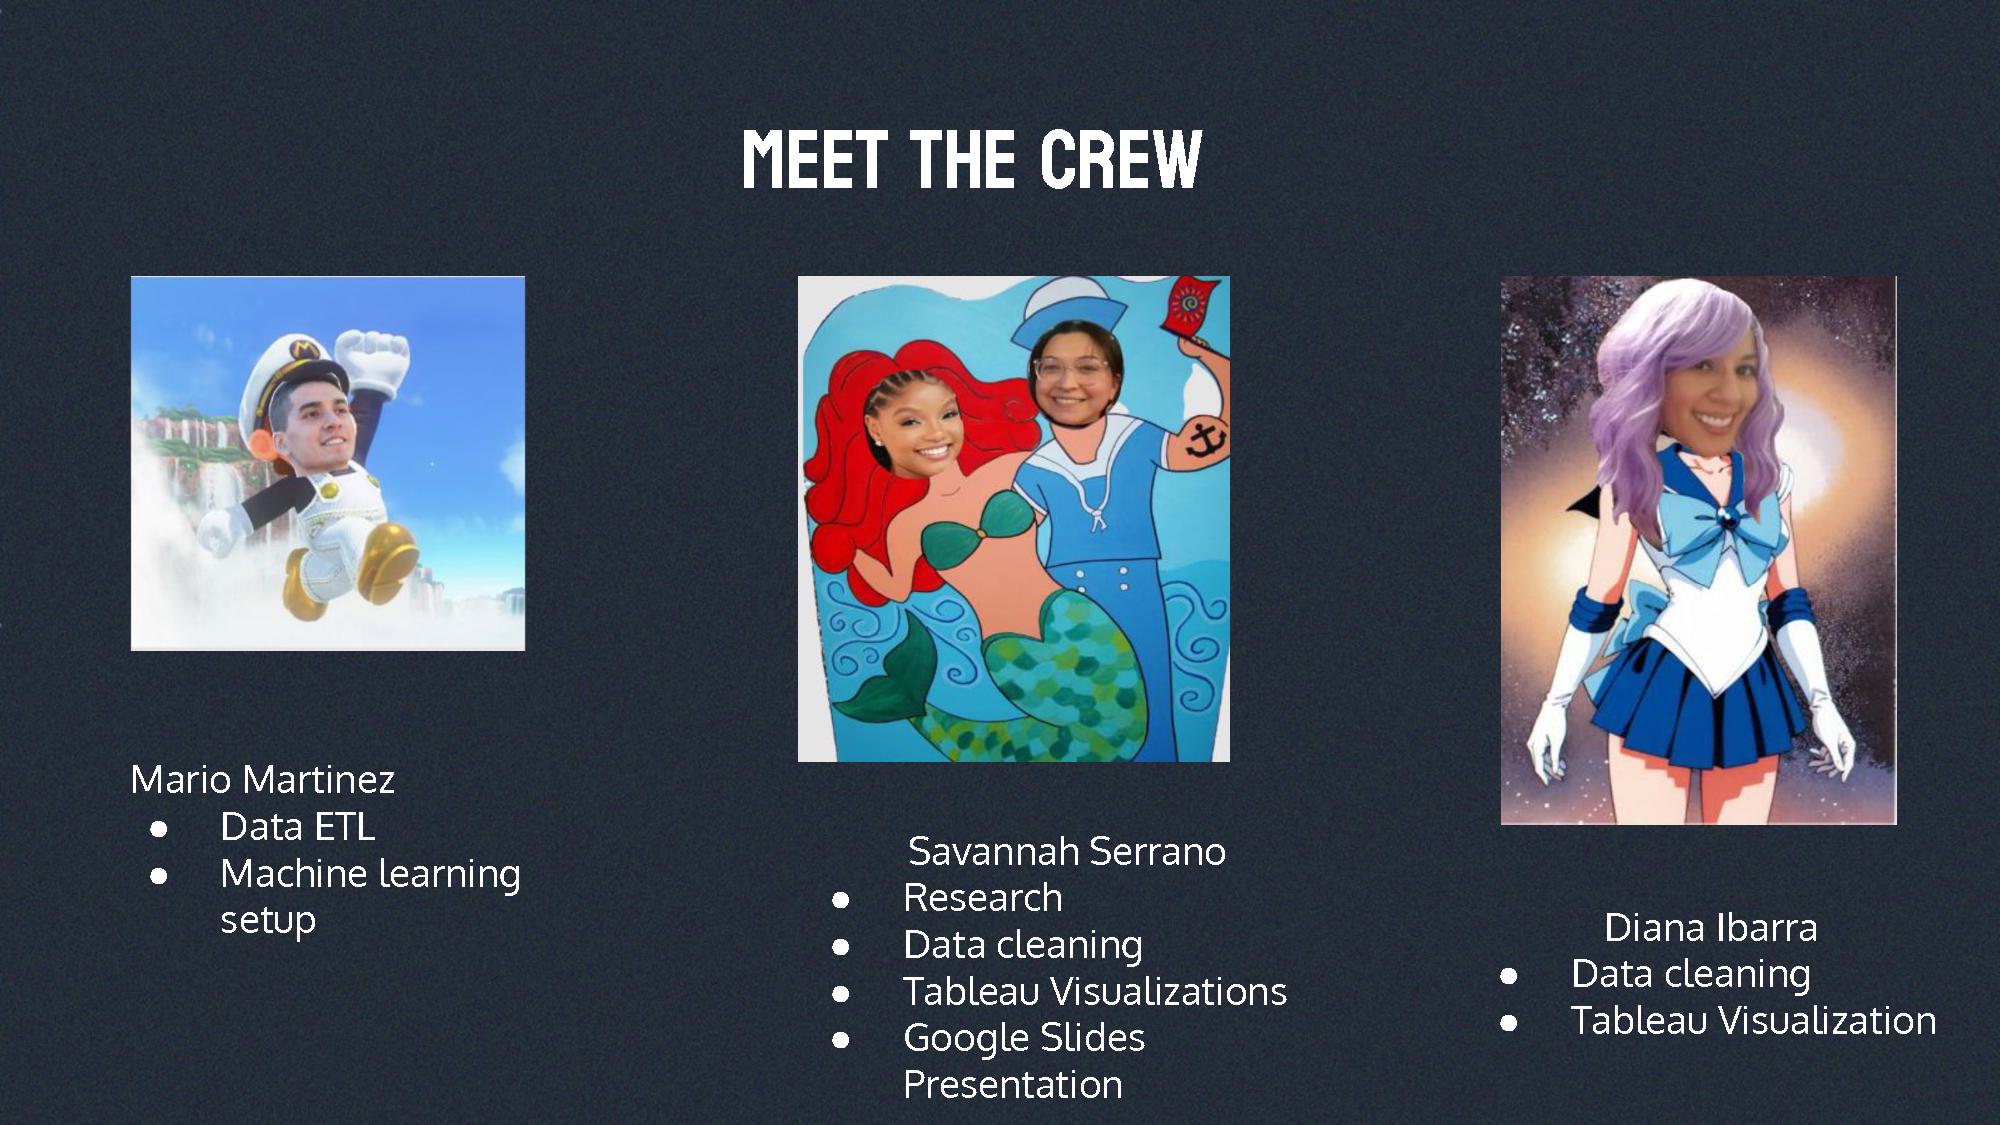 MEET THE CREW
M
Mario Martinez
● Data ETL
● Machine learning
setup
Savannah Serrano
● Research
● Data cleaning
● Tableau Visualizations
● Google Slides
Presentation
Diana Ibarra
● Data cleaning
● Tableau Visualization